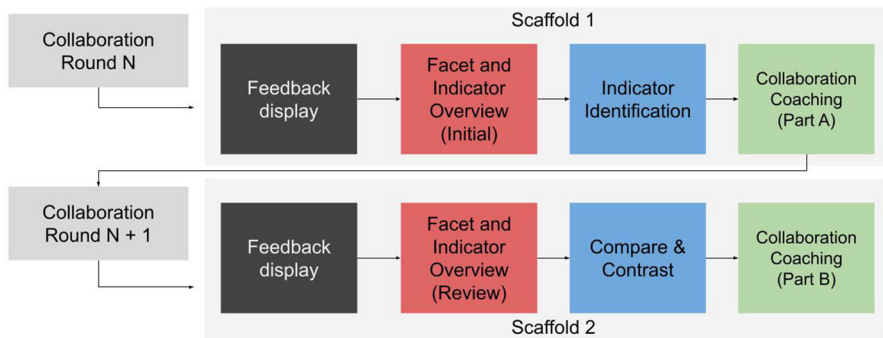 Scaffold 1
Collaboration
Round N
Feedback
display
Facet and
Indicator
Overview
(Initial)
Indicator
Identification
Collaboration
Coaching
(Part A)
Collaboration
Round N + 1
Feedback
display
Facet and
Indicator
Overview
(Review)
Compare &
Contrast
Collaboration
Coaching
(Part B)
Scaffold 2